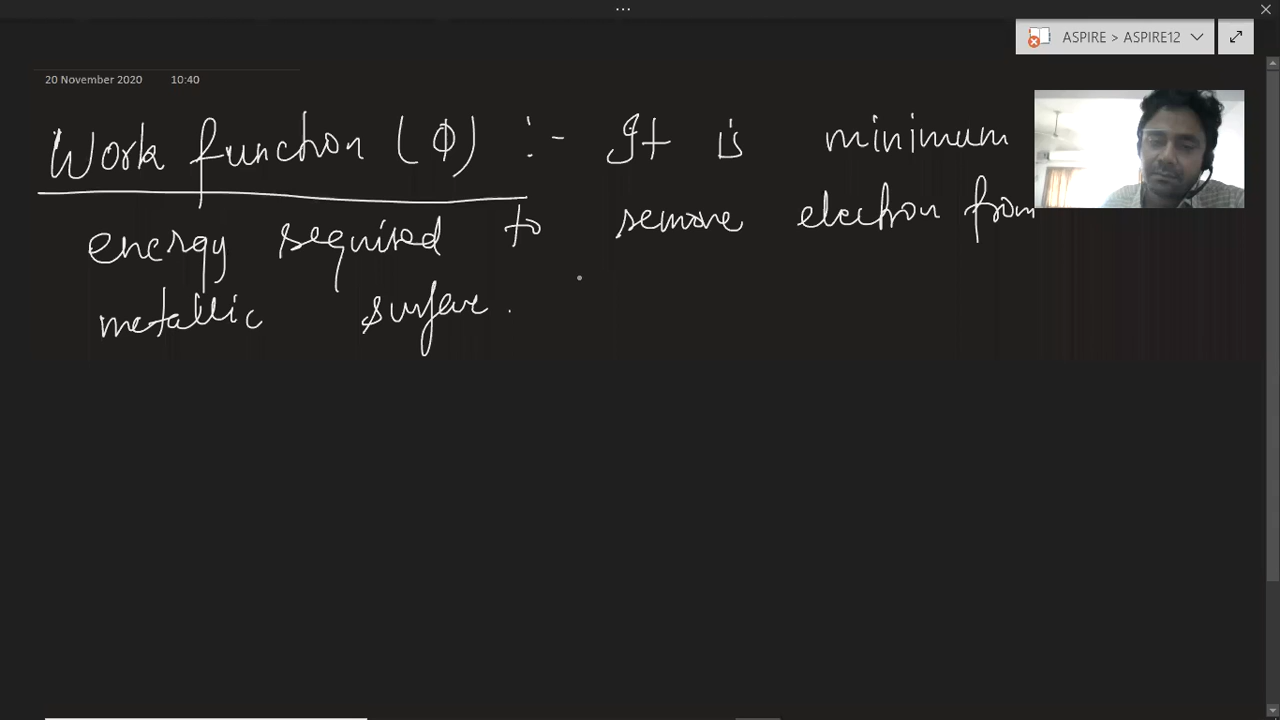 ...
ASPIRE > ASPIRE12
20 November 2020 10:40
Work function (Φ) :- It is minimum
energy required to remove electron from
metallic surface.